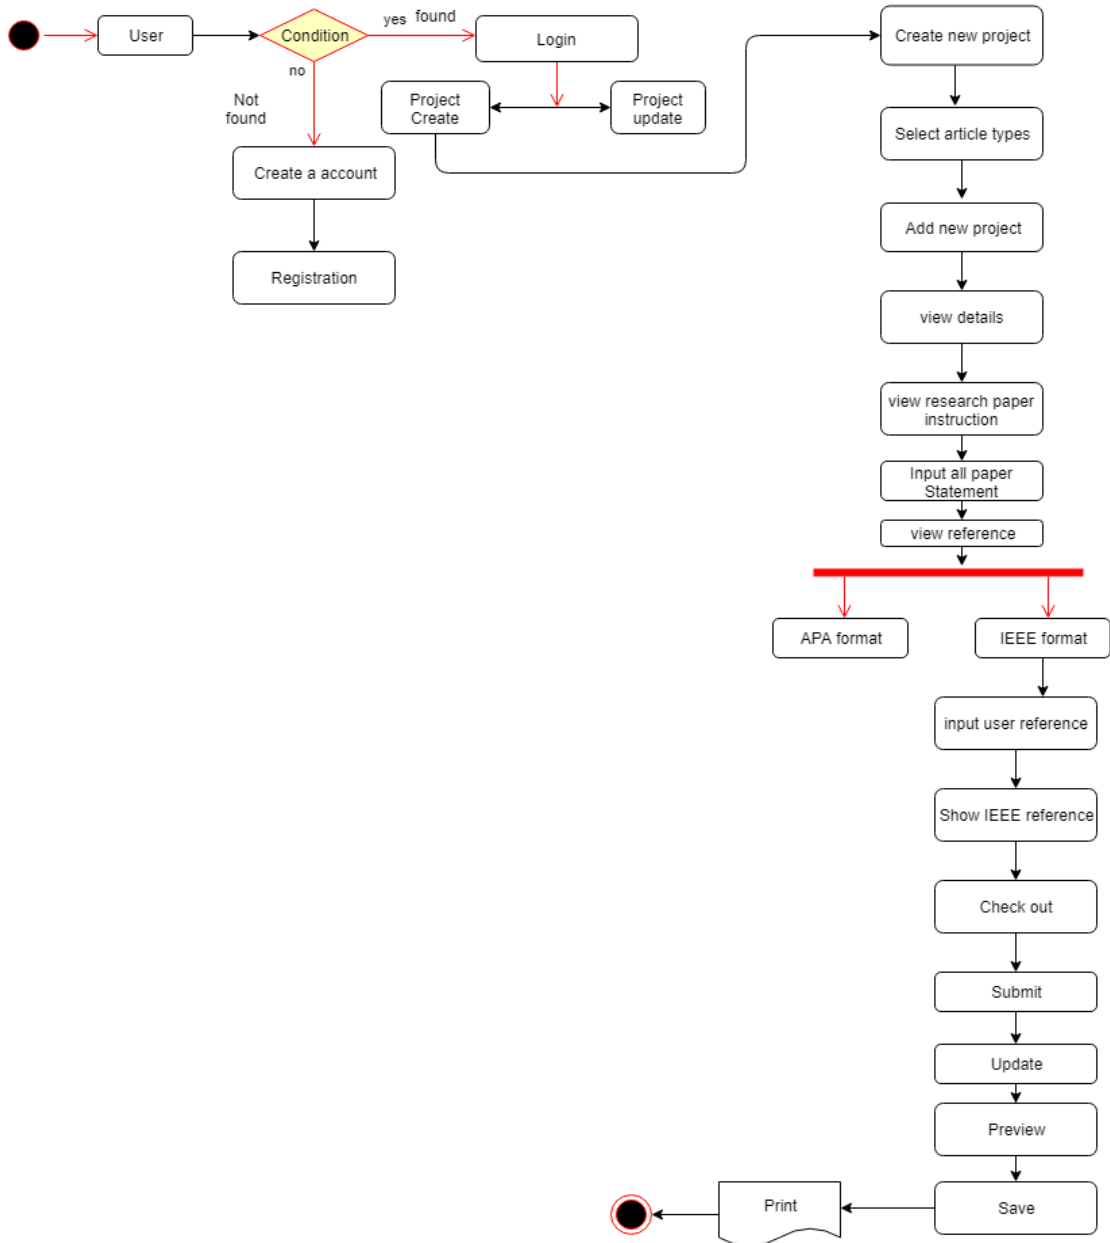 User
Condition
yes
found
Login
Create new project
no
Not
found
Project
Create
Project
update
Select article types
Create a account
Add new project
Registration
view details
view research paper
instruction
Input all paper
Statement
view reference
APA format
IEEE format
input user reference
Show IEEE reference
Check out
Submit
Update
Preview
Print
Save